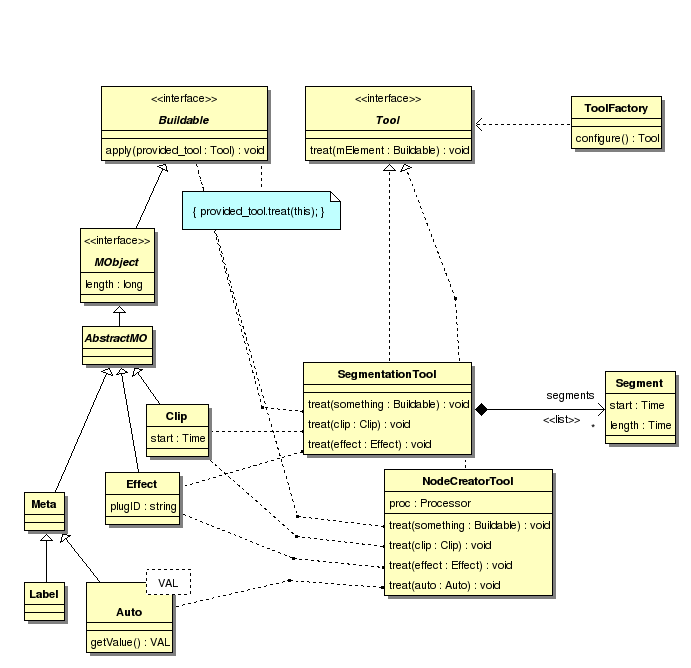 <<interface>>
Buildable
apply(provided_tool : Tool) : void
<<interface>>
Tool
treat(mElement : Buildable) : void
ToolFactory
configure() : Tool
{ provided_tool.treat(this); }
<<interface>>
MObject
length : long
AbstractMO
Clip
start : Time
SegmentationTool
treat(something : Buildable) : void
treat(clip : Clip) : void
treat(effect : Effect) : void
segments
<<list>>
*
Segment
start : Time
length : Time
Effect
plugID : string
NodeCreatorTool
proc : Processor
treat(something : Buildable) : void
treat(clip : Clip) : void
treat(effect : Effect) : void
treat(auto : Auto) : void
Meta
Label
VAL
Auto
getValue() : VAL